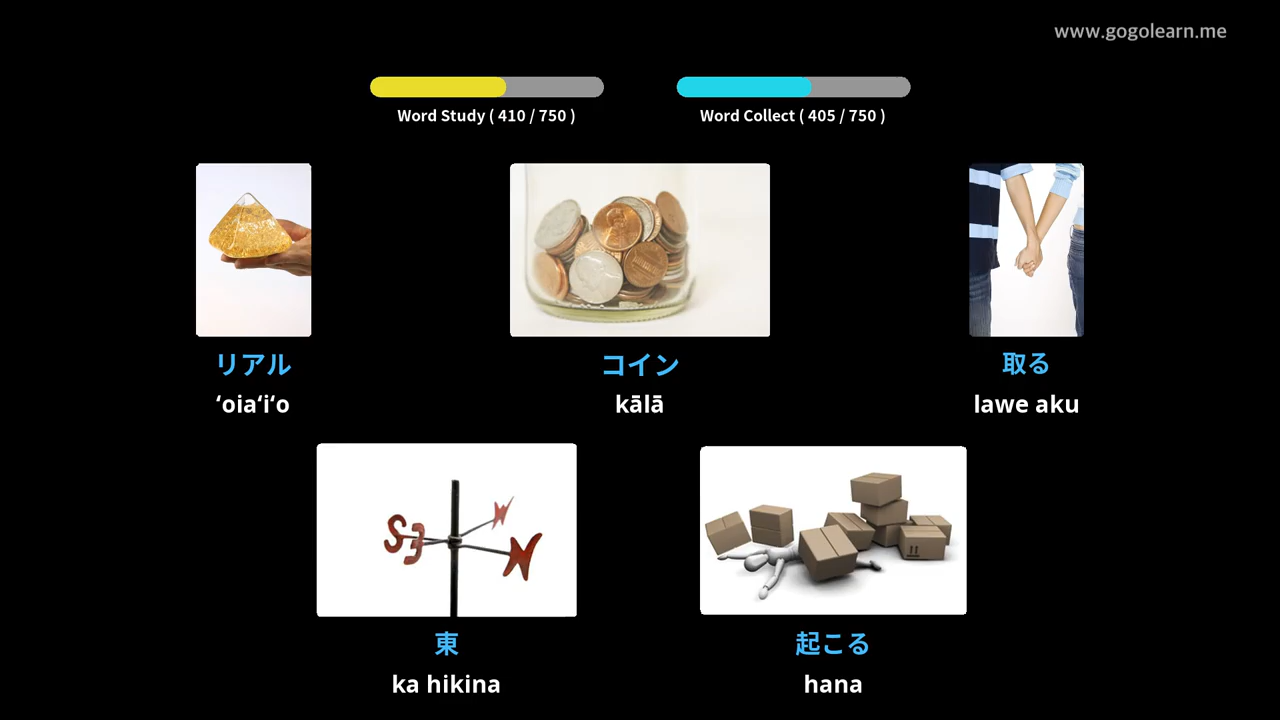 www.gogolearn.me
Word Study ( 410 / 750 )
Word Collect ( 405 / 750 )
リアル
コイン
取る
ʻoiaʻiʻo
kālā
lawe aku
S E N
東
起こる
ka hikina
hana